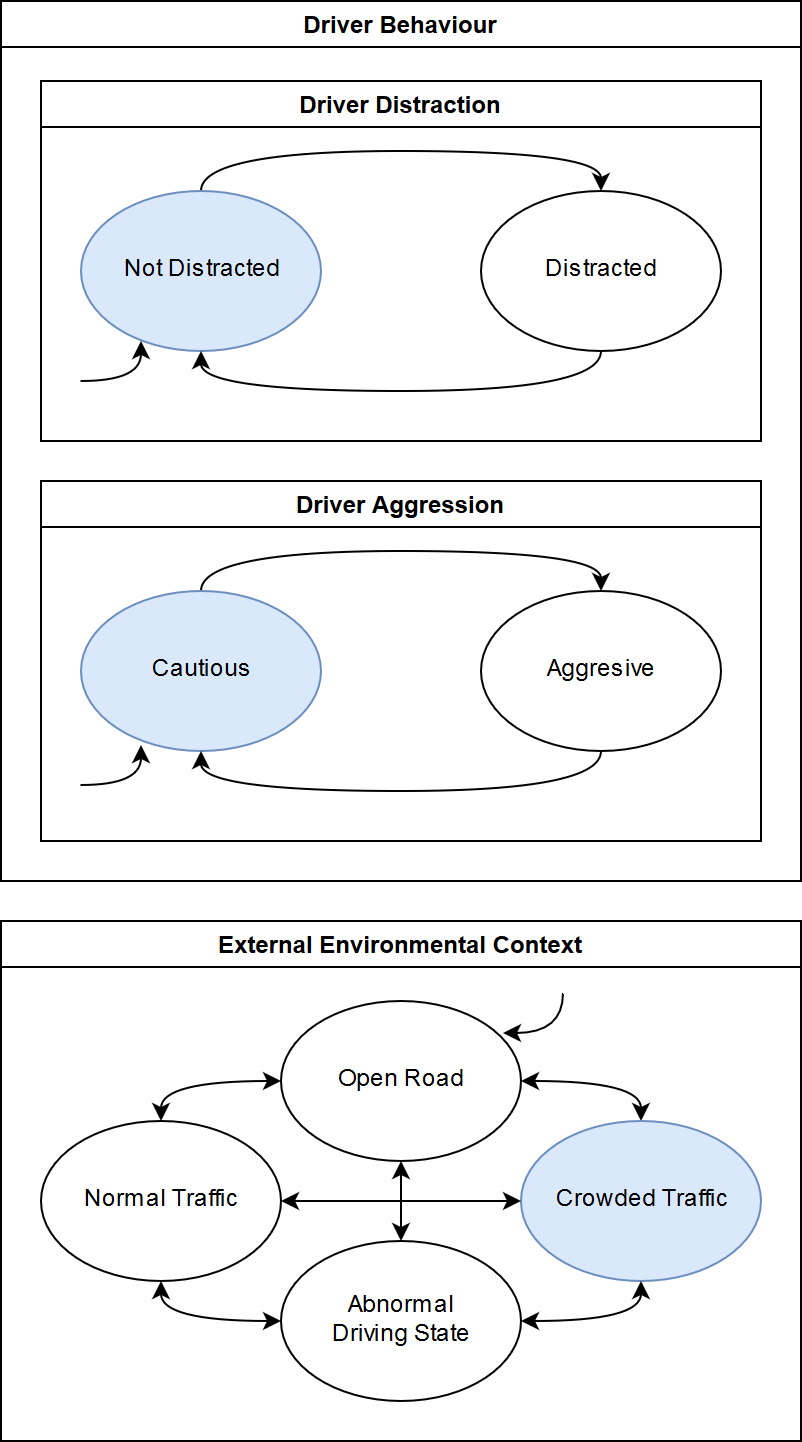 Driver Behaviour
Driver Distraction
Not Distracted
Distracted
Driver Aggression
Cautious
Aggresive
External Environmental Context
Open Road
Normal Traffic
Crowded Traffic
Abnormal
Driving State